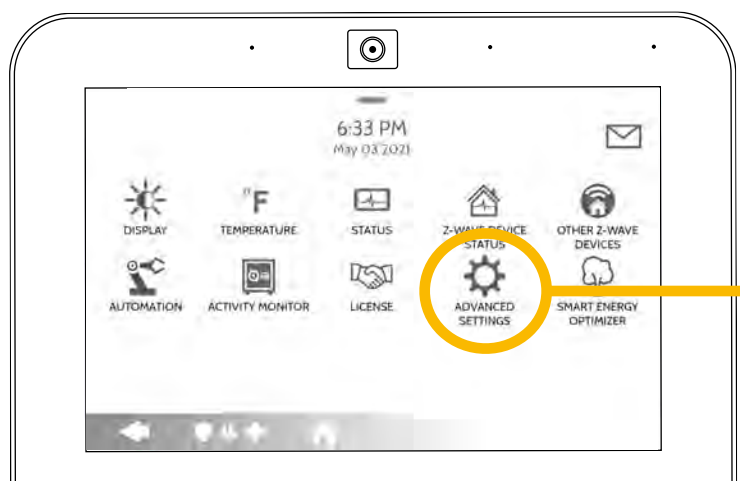 6:33 PM
May 03 2021
DISPLAY
°F
TEMPERATURE
STATUS
Z-WAVE DEVICE
STATUS
OTHER Z-WAVE
DEVICES
AUTOMATION
ACTIVITY MONITOR
LICENSE
ADVANCED
SETTINGS
SMART ENERGY
OPTIMIZER